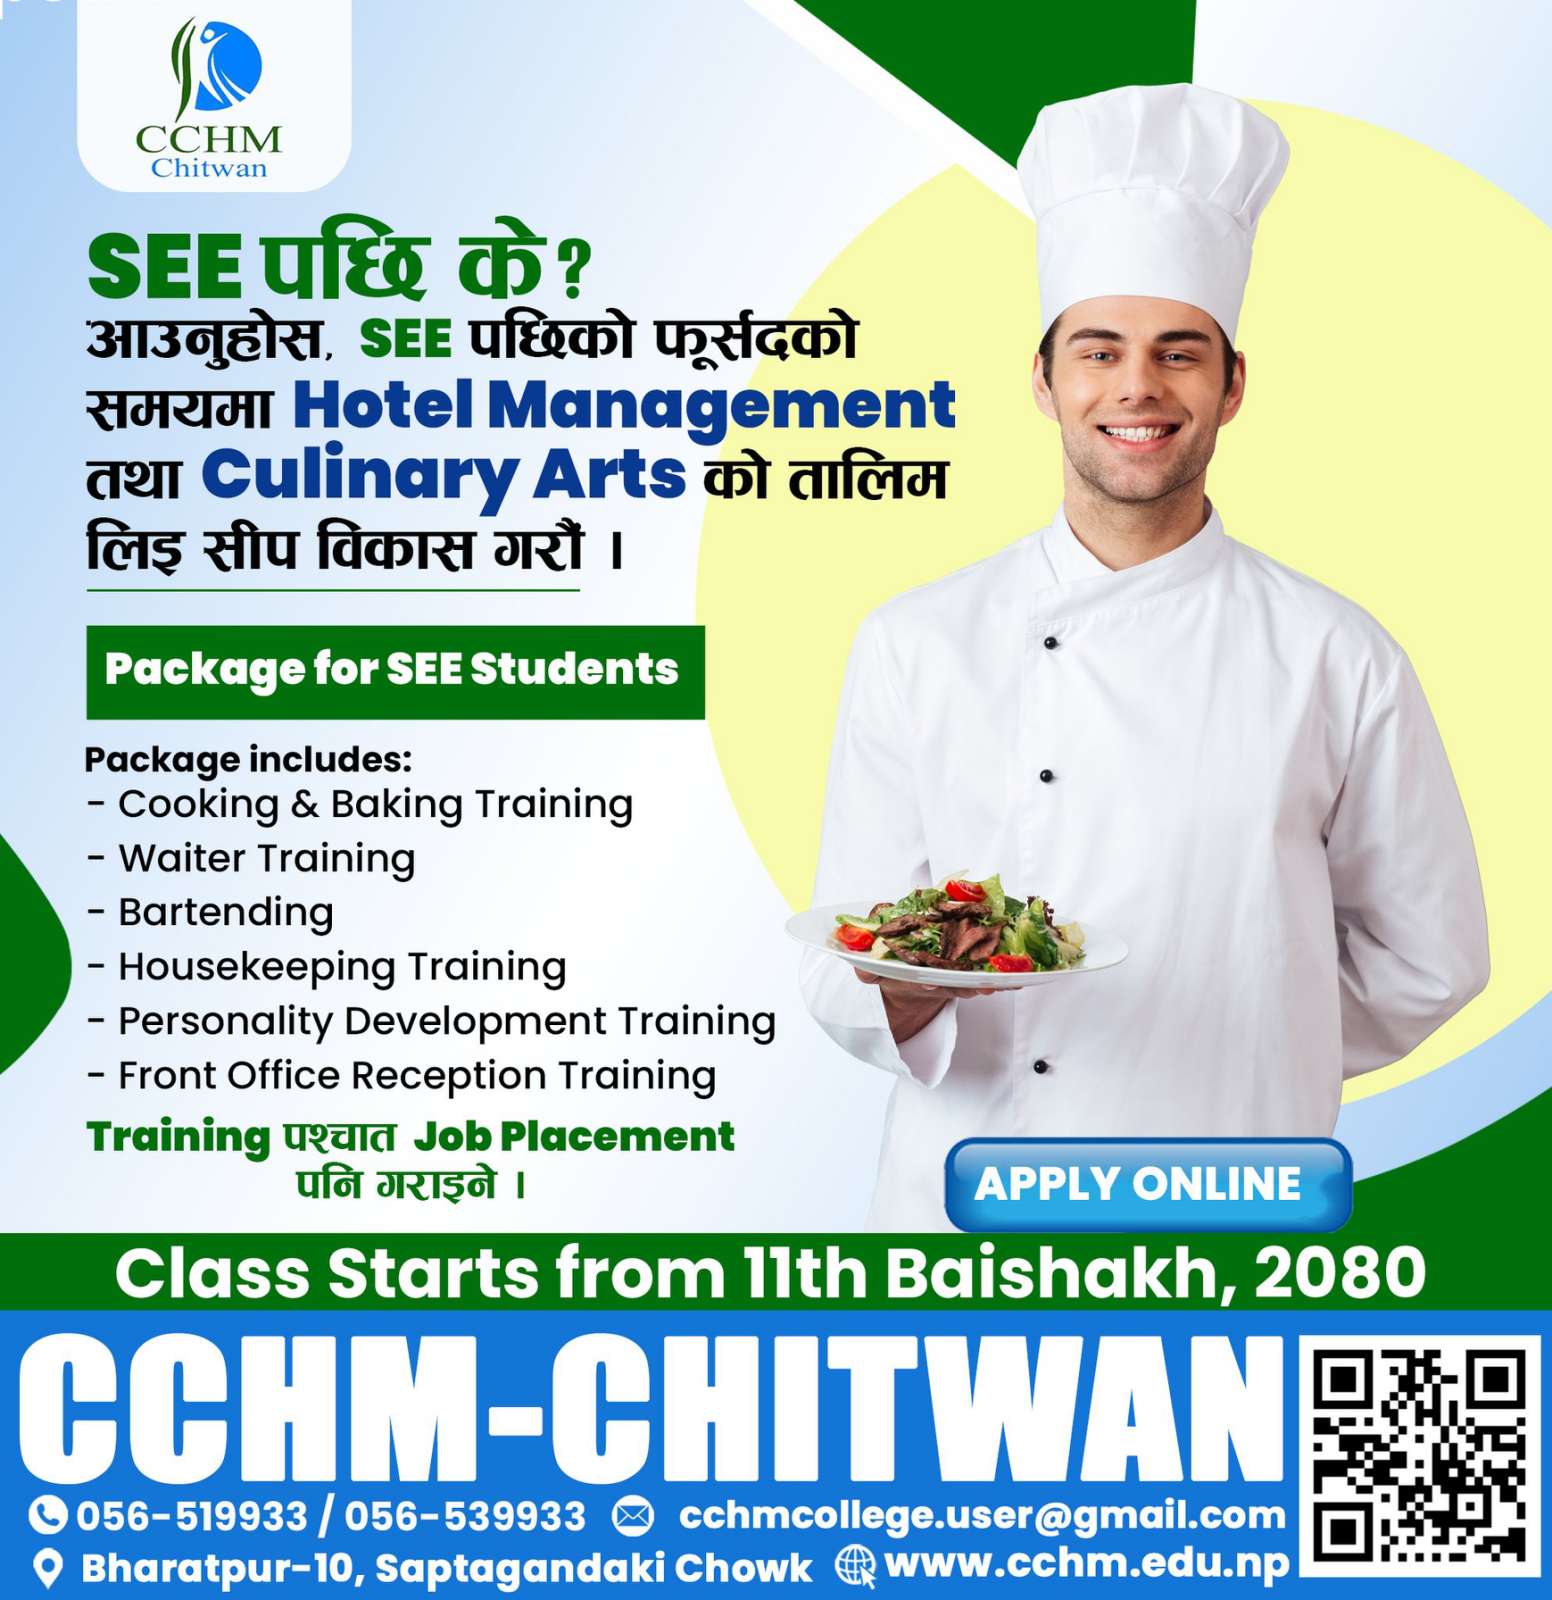 CCHM
Chitwan
SEE पछि के?
आउनुहोस, SEE पछिको फूर्सदको
समयमा Hotel Management
तथा Culinary Arts को तालिम
लिइ सीप विकास गरौं ।
Package for SEE Students
Package includes:
- Cooking & Baking Training
- Waiter Training
- Bartending
- Housekeeping Training
- Personality Development Training
- Front Office Reception Training
Training पश्चात Job Placement
पनि गराइने ।
APPLY ONLINE
Class Starts from 11th Baishakh, 2080
CCHM-CHITWAN
056-519933 / 056-539933 cchmcollege.user@gmail.com
Bharatpur-10, Saptagandaki Chowk www.cchm.edu.np